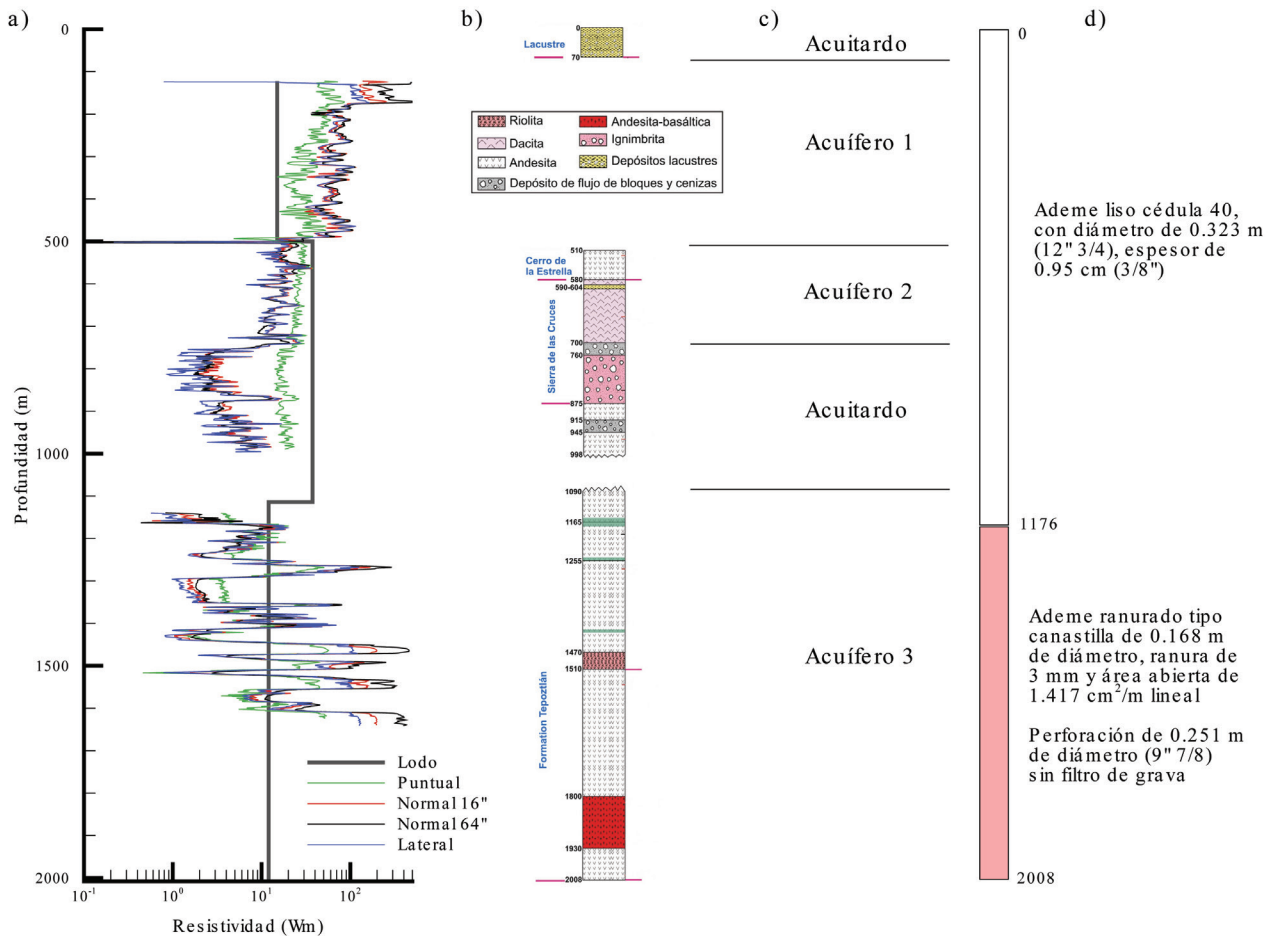 a)
b)
c)
d)
0
500
1000
1500
2000
Profundidad (m)
10-1
100
101
102
Resistividad (Wm)
Lodo
Puntual
Normal 16"
Normal 64"
Lateral
Lacustre
0
70
Riolita
Dacita
Andesita
Depósito de flujo de bloques y cenizas
Andesita-basáltica
Ignimbrita
Depósitos lacustres
Cerro de
la Estrella
Sierra de las Cruces
Formation Tepoztlán
510
580
590-604
700
760
875
915
945
998
1090
1165
1255
1470
1510
1800
1930
2008
Acuitardo
Acuífero 1
Acuífero 2
Acuitardo
Acuífero 3
0
1176
2008
Ademe liso cédula 40,
con diámetro de 0.323 m
(12" 3/4), espesor de
0.95 cm (3/8")
Ademe ranurado tipo
canastilla de 0.168 m
de diámetro, ranura de
3 mm y área abierta de
1.417 cm2/m lineal
Perforación de 0.251 m
de diámetro (9" 7/8)
sin filtro de grava